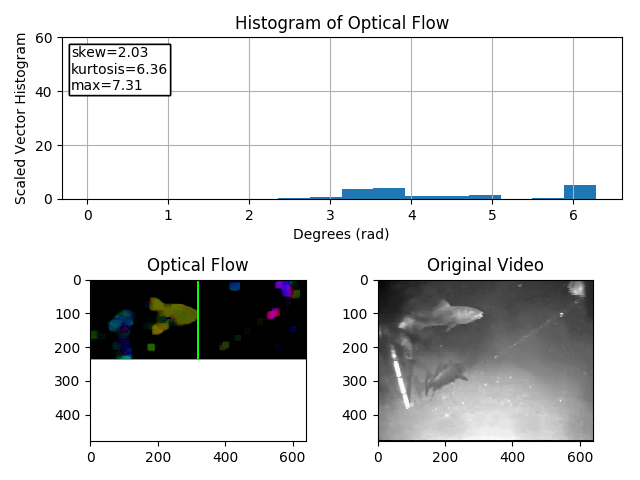 Histogram of Optical Flow
Scaled Vector Histogram
60
40
20
0
skew=2.03
kurtosis=6.36
max=7.31
0 1 2 3 4 5 6
Degrees (rad)
Optical Flow
0
100
200
300
400
0 200 400 600
Original Video
0
100
200
300
400
0 200 400 600